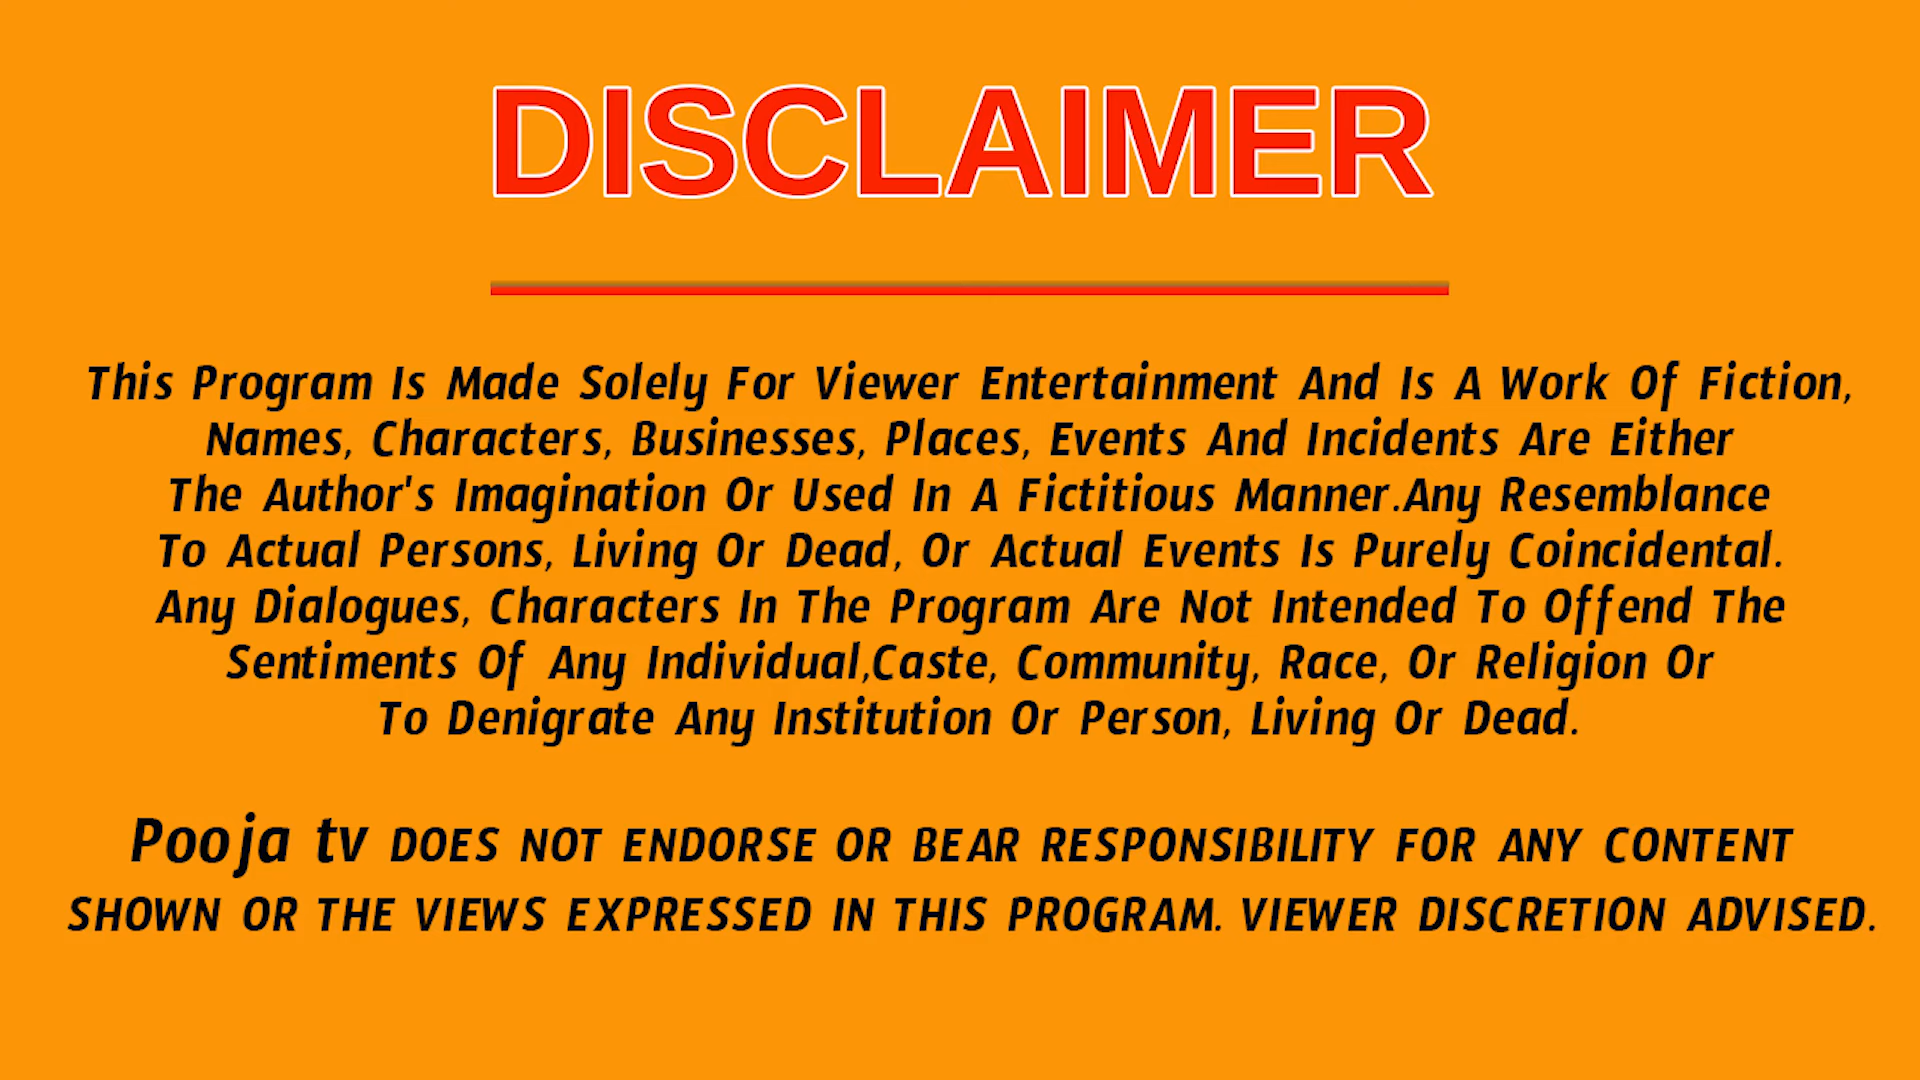 DISCLAIMER
This Program Is Made Solely For Viewer Entertainment And Is A Work Of Fiction,
Names, Characters, Businesses, Places, Events And Incidents Are Either
The Author's Imagination Or Used In A Fictitious Manner.Any Resemblance
To Actual Persons, Living Or Dead, Or Actual Events Is Purely Coincidental.
Any Dialogues, Characters In The Program Are Not Intended To Offend The
Sentiments Of Any Individual,Caste, Community, Race, Or Religion Or
To Denigrate Any Institution Or Person, Living Or Dead.
Pooja tv DOES NOT ENDORSE OR BEAR RESPONSIBILITY FOR ANY CONTENT
SHOWN OR THE VIEWS EXPRESSED IN THIS PROGRAM. VIEWER DISCRETION ADVISED.